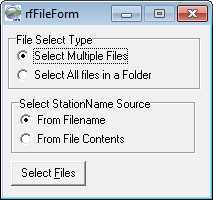 rfFileForm
File Select Type
Select Multiple Files
Select All files in a Folder
Select StationName Source
From Filename
From File Contents
Select Files